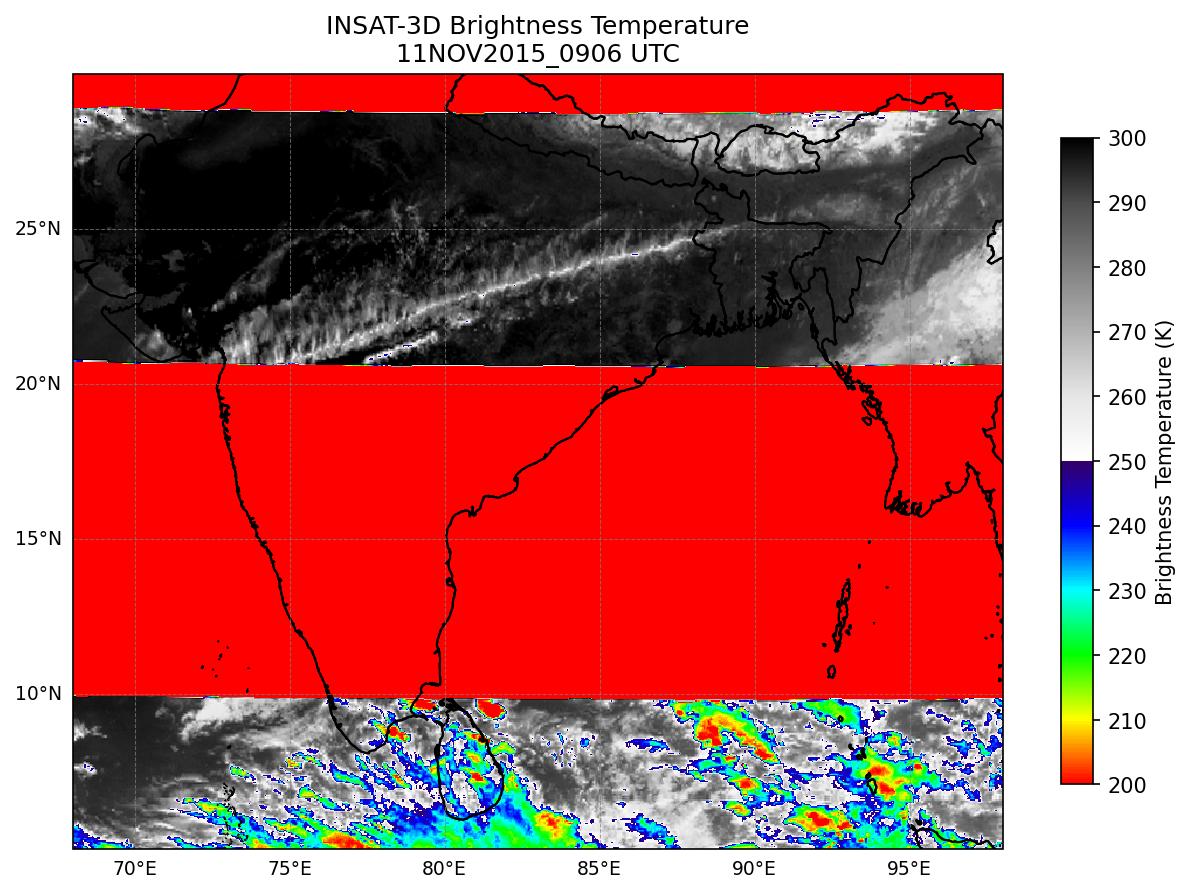 INSAT-3D Brightness Temperature
11NOV2015_0906 UTC
25°N
20°N
15°N
10°N
70°E
75°E
80°E
85°E
90°E
95°E
300
290
280
270
260
250
240
230
220
210
200
Brightness Temperature (K)